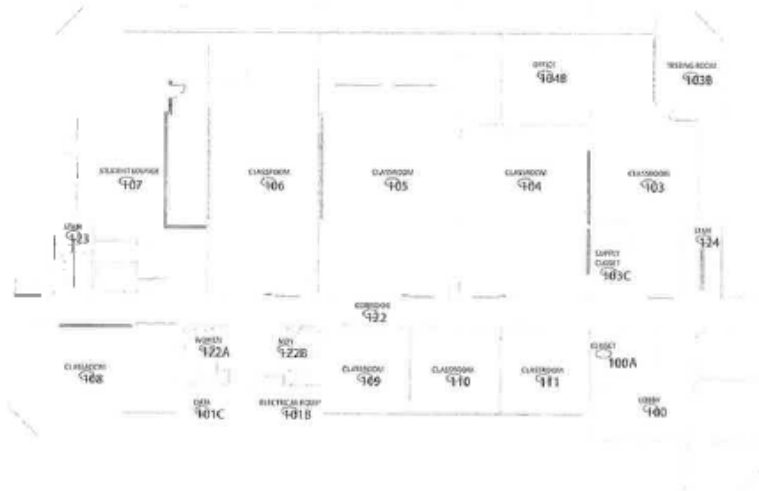 OFFICE
104B
TESTING ROOM
103B
STUDENT LOUNGE
107
CLASSROOM
106
CLASSROOM
105
CLASSROOM
104
CLASSROOM
103
STAIR
123
STAIR
124
SUPPLY
CLOSET
103C
CORRIDOR
122
WOMEN
122A
MEN
122B
CLOSET
100A
CLASSROOM
108
CLASSROOM
109
CLASSROOM
110
CLASSROOM
111
DATA
101C
ELECTRICAL EQUIP
101B
LOBBY
100